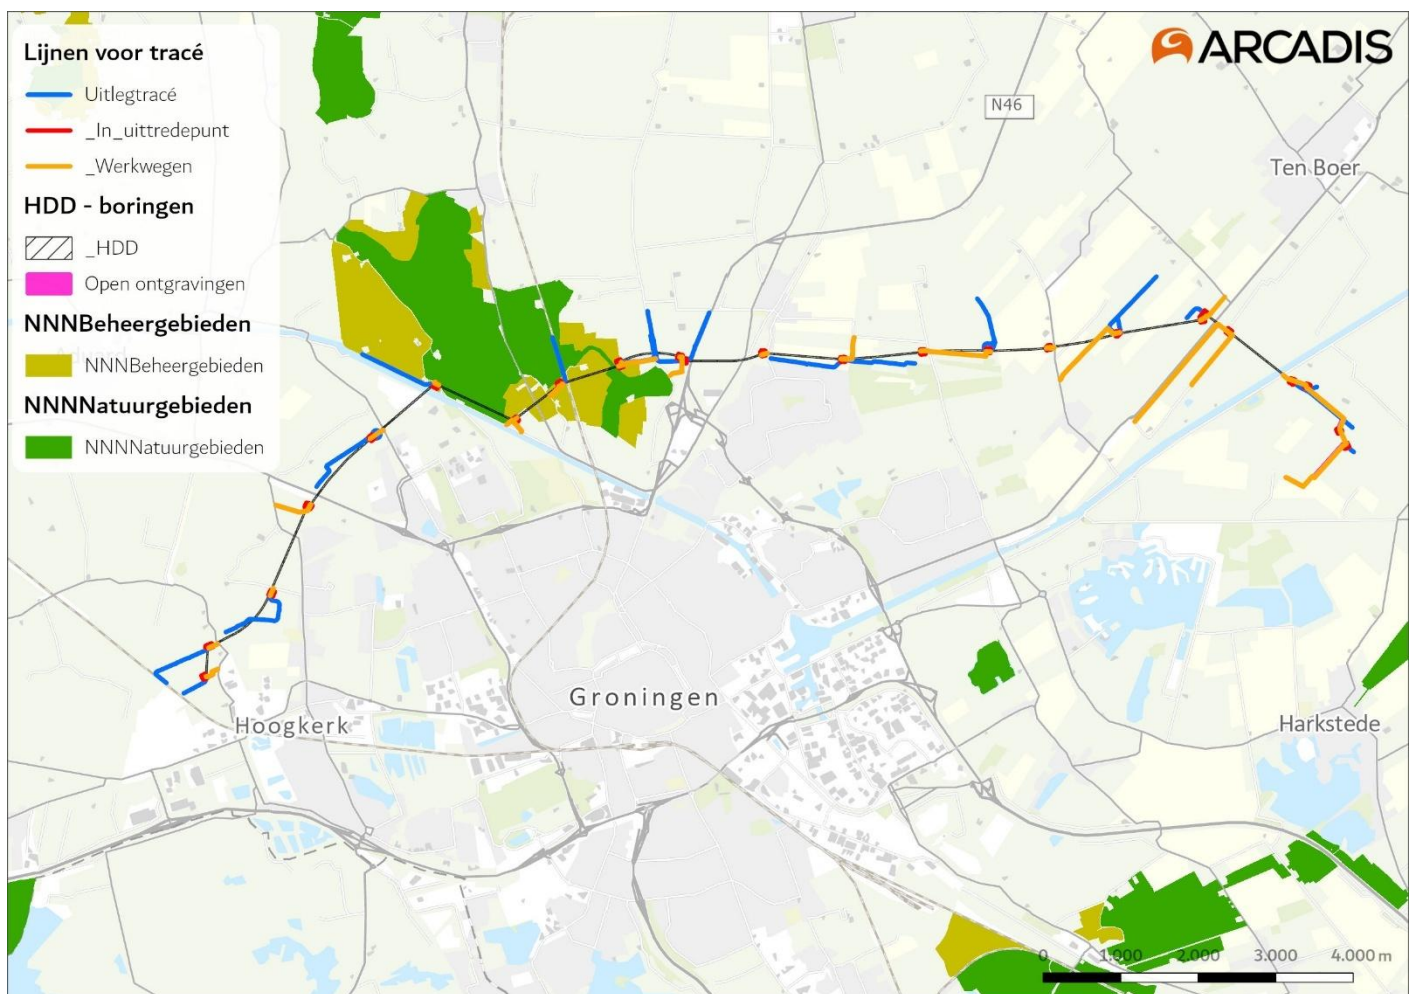 Lijnen voor tracé
Uitlegtracé
_In_uittredepunt
_Werkwegen
HDD - boringen
_HDD
Open ontgravingen
NNNBeheergebieden
NNNBeheergebieden
NNNNatuurgebieden
NNNNatuurgebieden
ARCADIS
N46
Ten Boer
Groningen
Hoogkerk
Harkstede
0 1.000 2.000 3.000 4.000 m